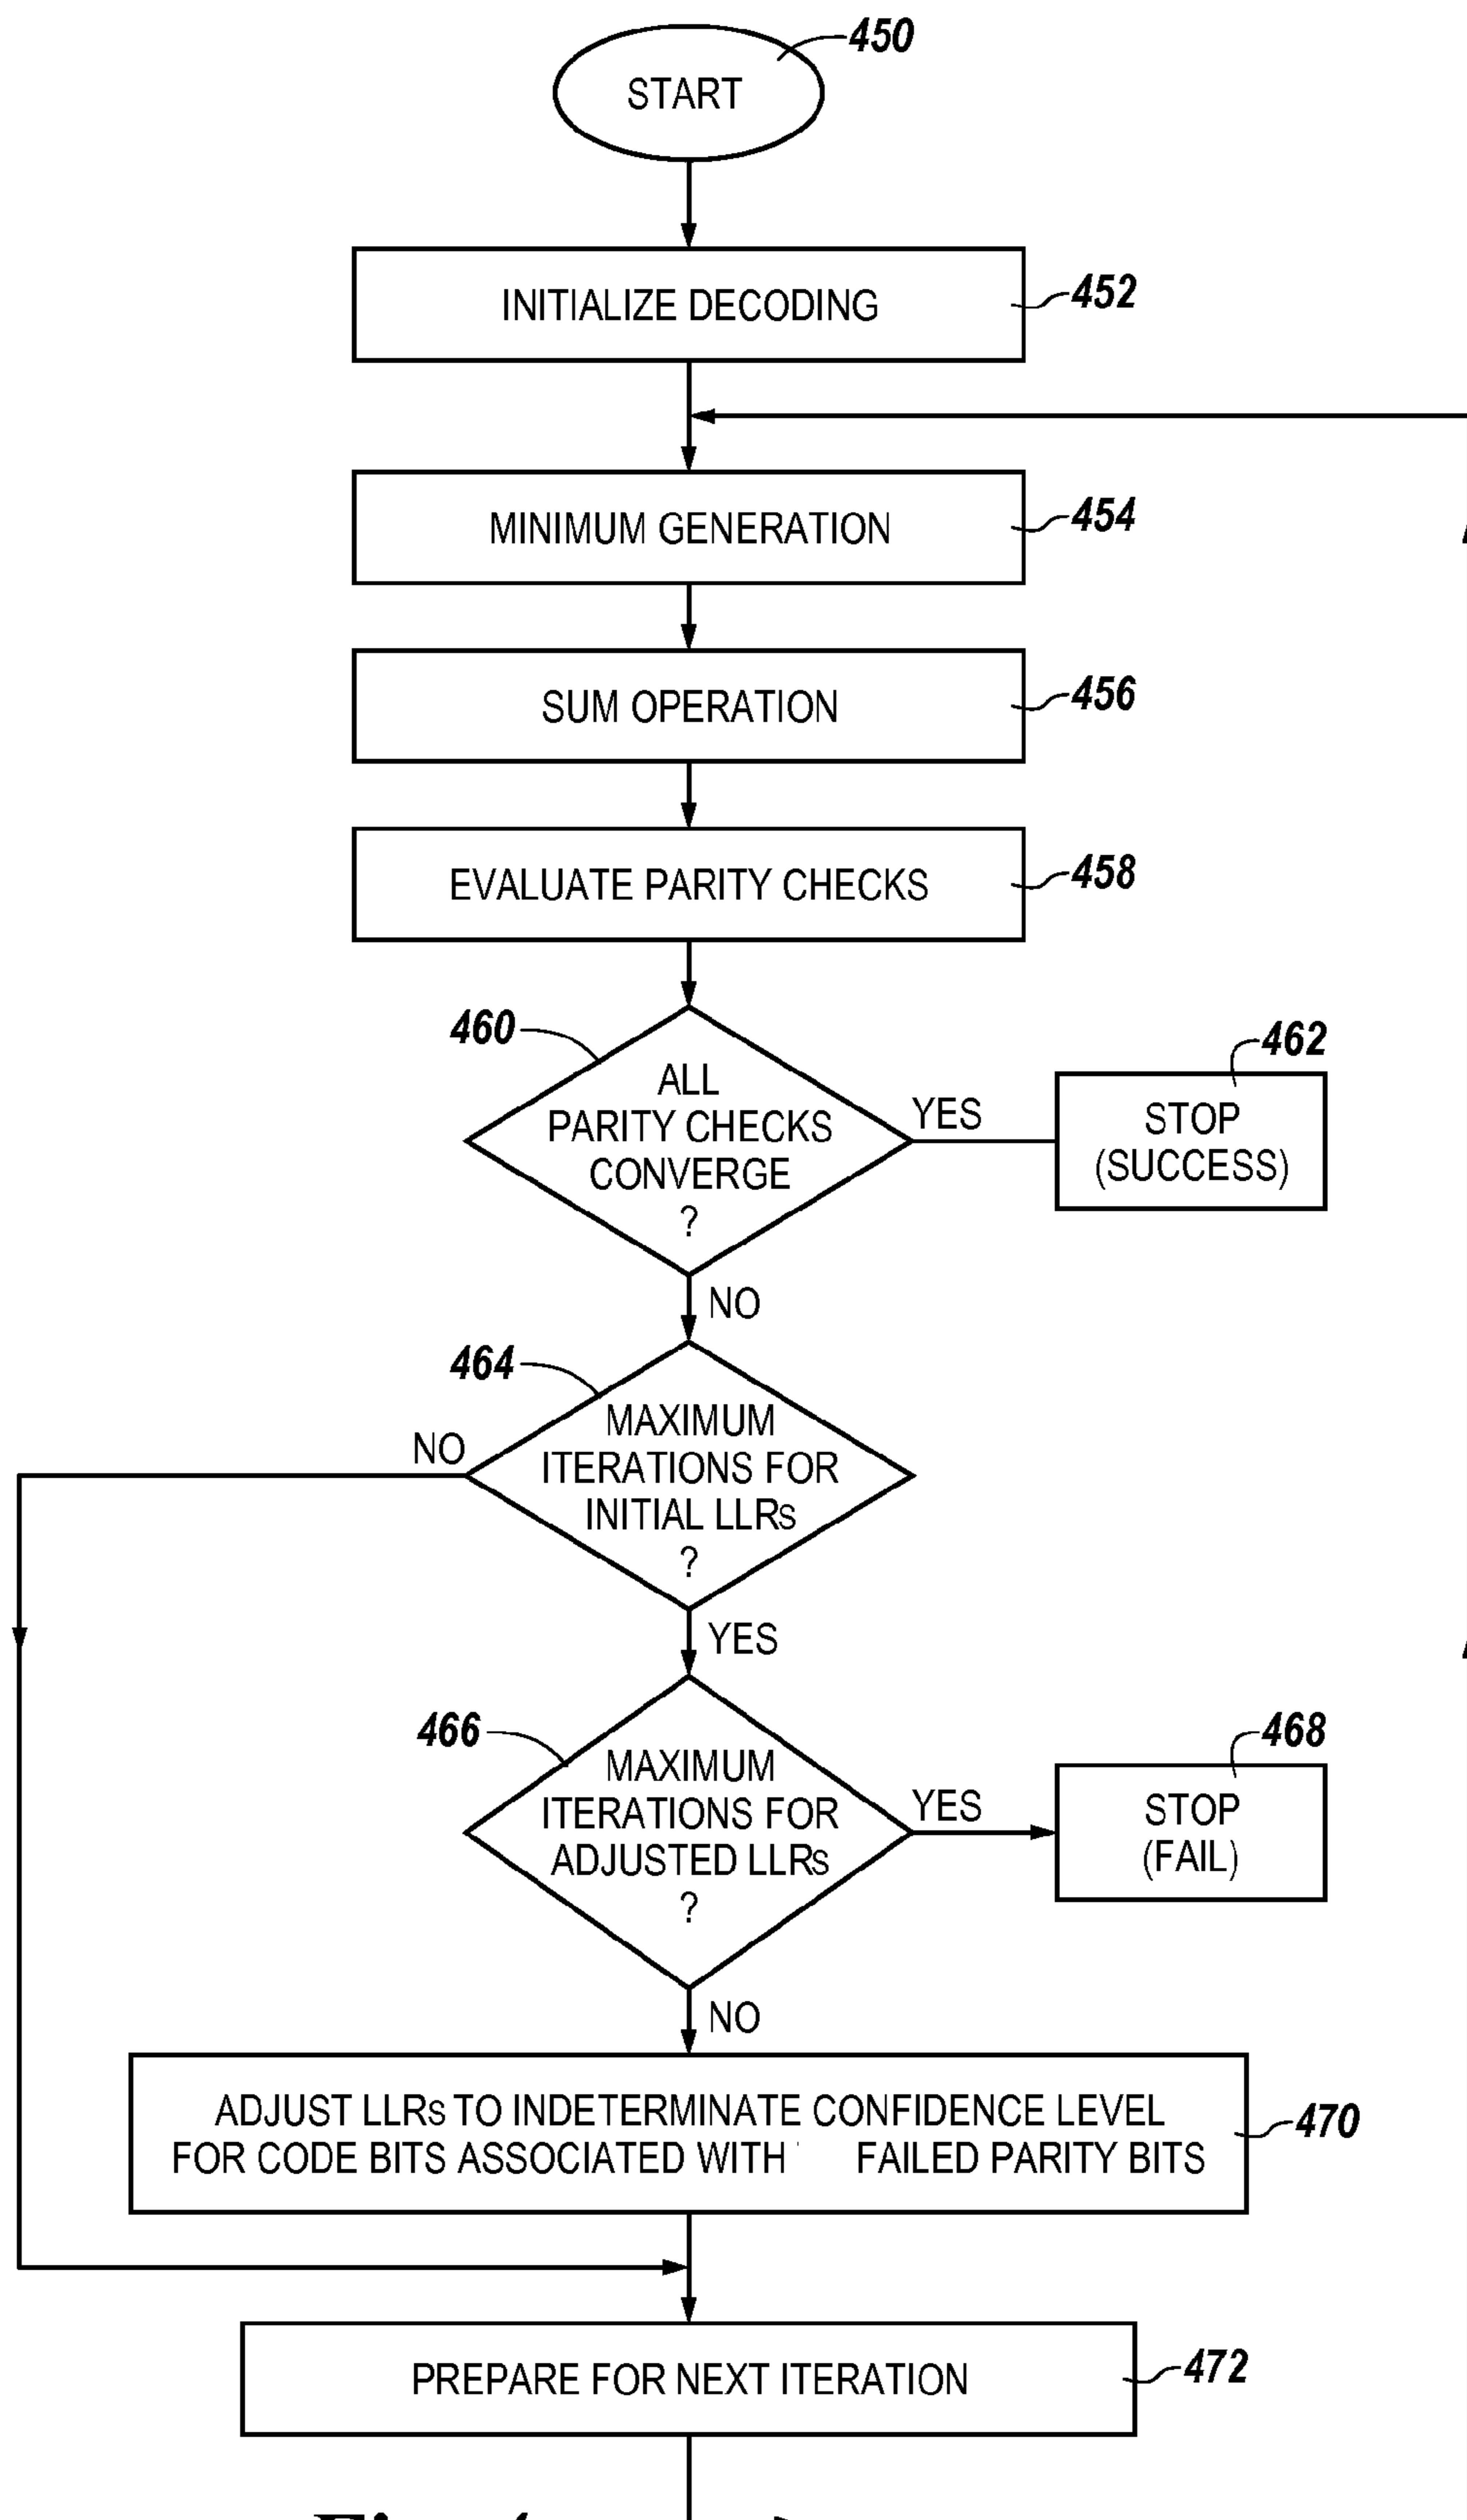 450
START
INITIALIZE DECODING
452
MINIMUM GENERATION
454
SUM OPERATION
456
EVALUATE PARITY CHECKS
458
460
ALL
PARITY CHECKS
CONVERGE
?
YES
462
STOP
(SUCCESS)
NO
464
MAXIMUM
ITERATIONS FOR
INITIAL LLRs
?
NO
YES
466
MAXIMUM
ITERATIONS FOR
ADJUSTED LLRs
?
YES
468
STOP
(FAIL)
NO
ADJUST LLRs TO INDETERMINATE CONFIDENCE LEVEL
FOR CODE BITS ASSOCIATED WITH FAILED PARITY BITS
470
PREPARE FOR NEXT ITERATION
472